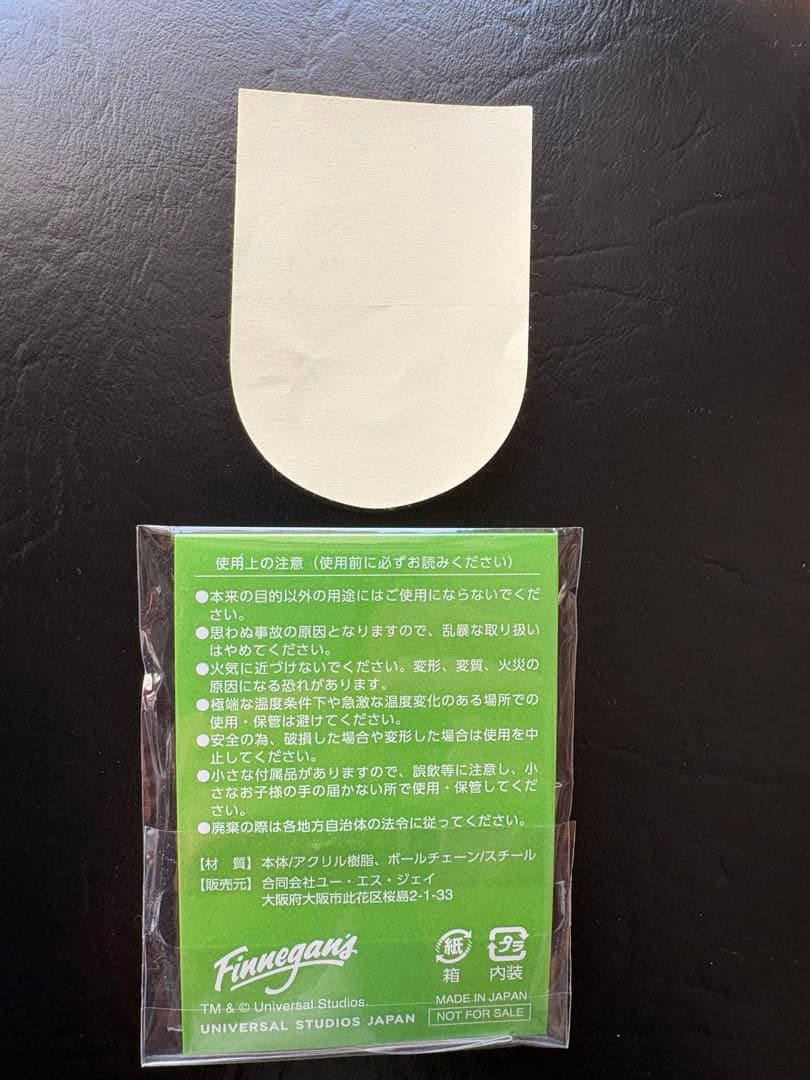 使用上の注意（使用前に必ずお読みください）
●本来の目的以外の用途にはご使用にならないでくだ
さい。
●思わぬ事故の原因となりますので、乱暴な取り扱い
はやめてください。
●火気に近づけないでください。変形、変質、火災の
原因になる恐れがあります。
●極端な温度条件下や急激な温度変化のある場所での
使用・保管は避けてください。
●安全の為、破損した場合や変形した場合は使用を中
止してください。
●小さな付属品がありますので、誤飲等に注意し、小
さなお子様の手の届かない所で使用・保管してくだ
さい。
●廃棄の際は各地方自治体の法令に従ってください。
【材　質】本体/アクリル樹脂、ボールチェーン/スチール
【販売元】合同会社ユー・エス・ジェイ
大阪府大阪市此花区桜島2-1-33
Finnegan's
紙 プラ
箱 内装
TM & © Universal Studios.
UNIVERSAL STUDIOS JAPAN
MADE IN JAPAN
NOT FOR SALE